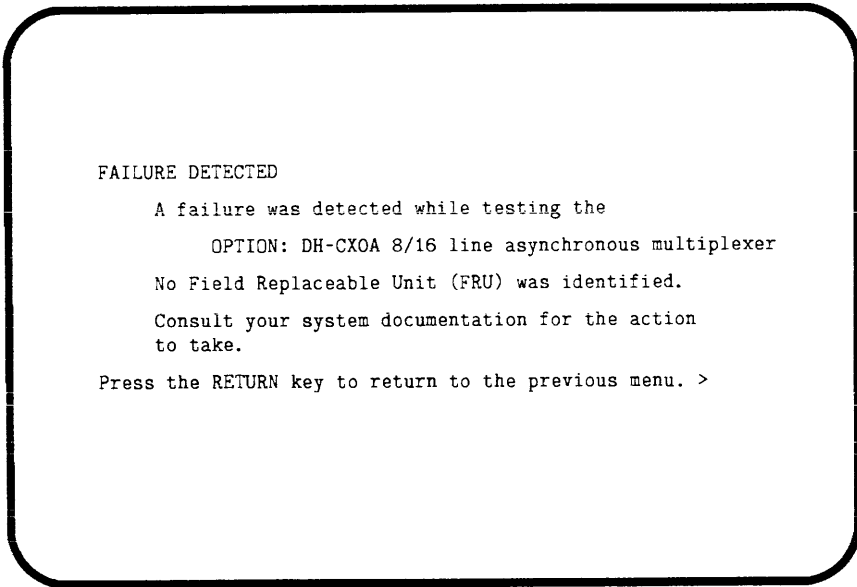 FAILURE DETECTED
A failure was detected while testing the
OPTION: DH-CXOA 8/16 line asynchronous multiplexer
No Field Replaceable Unit (FRU) was identified.
Consult your system documentation for the action
to take.
Press the RETURN key to return to the previous menu. >